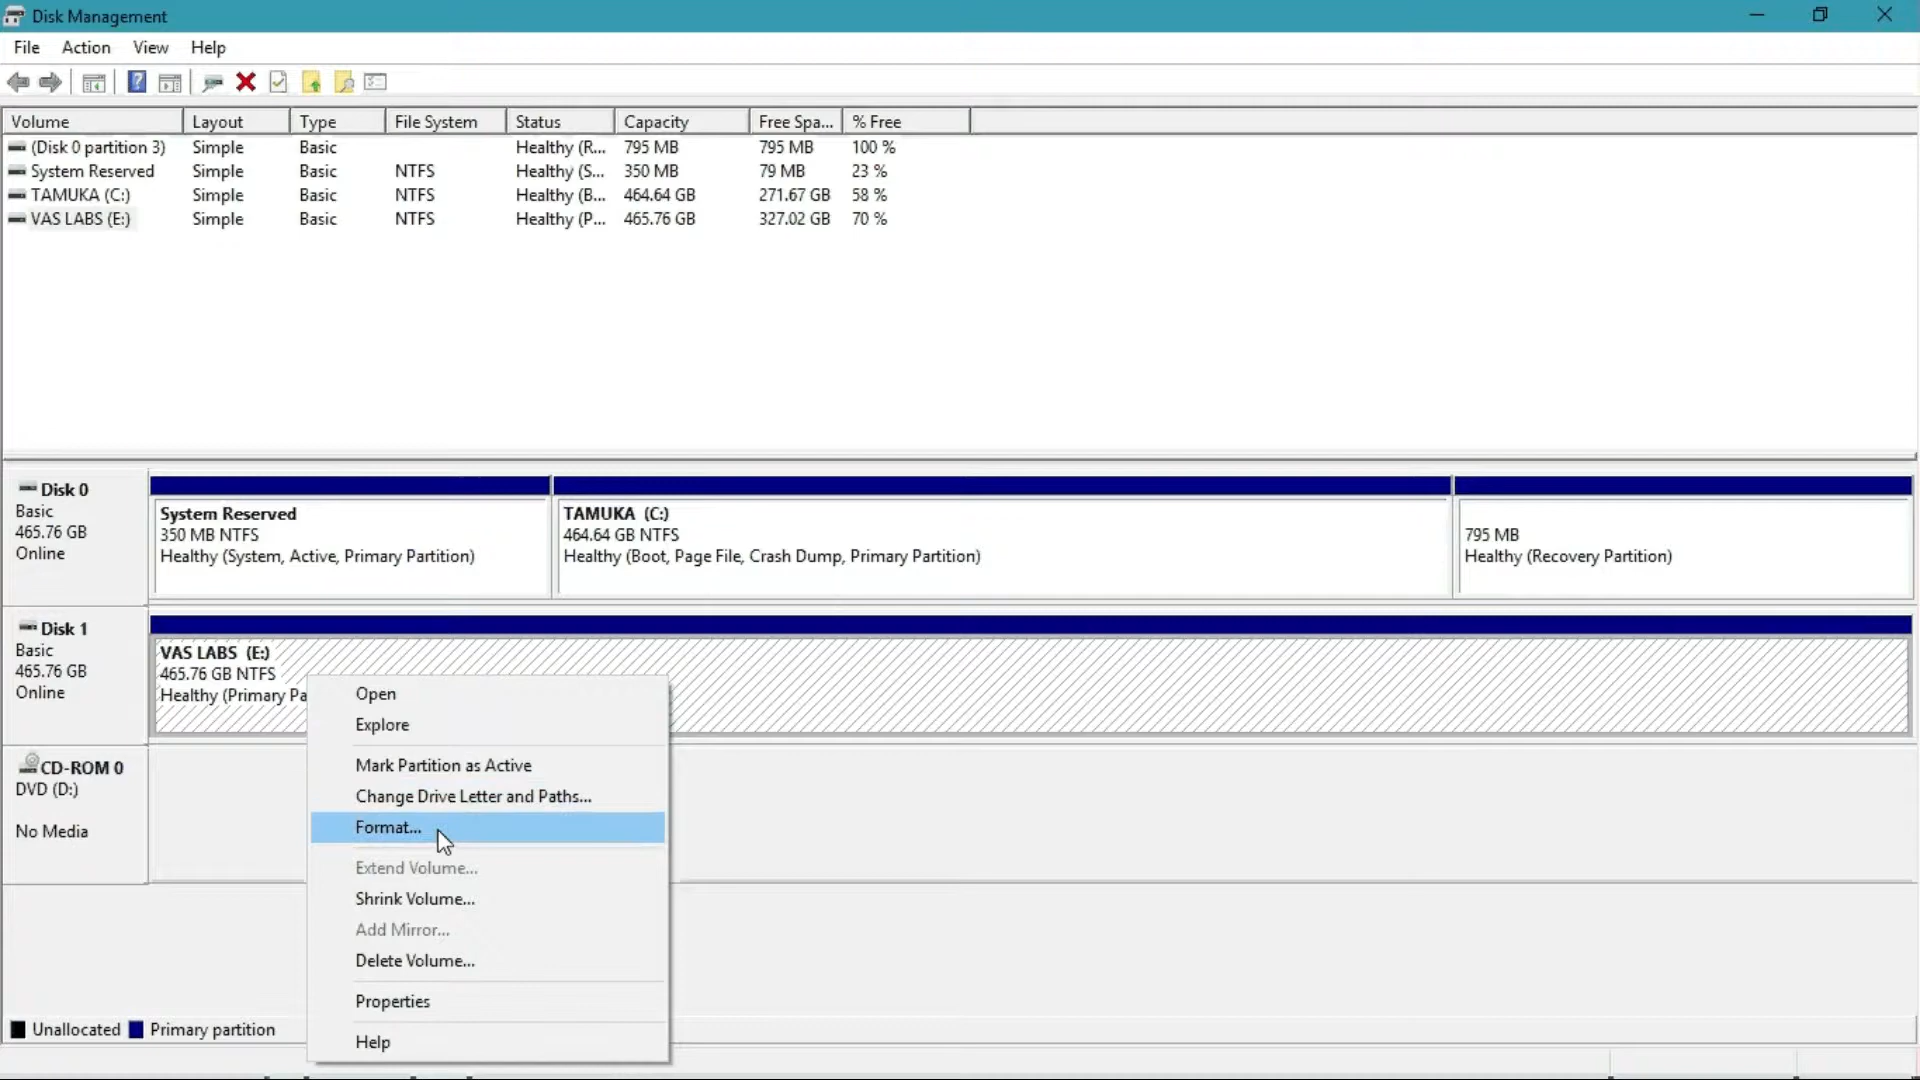 Disk Management
File Action View Help
Volume Layout Type File System Status Capacity Free Spa... % Free
(Disk 0 partition 3) Simple Basic Healthy (R... 795 MB 795 MB 100 %
System Reserved Simple Basic NTFS Healthy (S... 350 MB 79 MB 23 %
TAMUKA (C:) Simple Basic NTFS Healthy (B... 464.64 GB 271.67 GB 58 %
VAS LABS (E:) Simple Basic NTFS Healthy (P... 465.76 GB 327.02 GB 70 %
Disk 0
Basic
465.76 GB
Online
System Reserved
350 MB NTFS
Healthy (System, Active, Primary Partition)
TAMUKA (C:)
464.64 GB NTFS
Healthy (Boot, Page File, Crash Dump, Primary Partition)
795 MB
Healthy (Recovery Partition)
Disk 1
Basic
465.76 GB
Online
VAS LABS (E:)
465.76 GB NTFS
Healthy (Primary Pa
Open
Explore
Mark Partition as Active
Change Drive Letter and Paths...
Format...
Extend Volume...
Shrink Volume...
Add Mirror...
Delete Volume...
Properties
Help
CD-ROM 0
DVD (D:)
No Media
Unallocated Primary partition